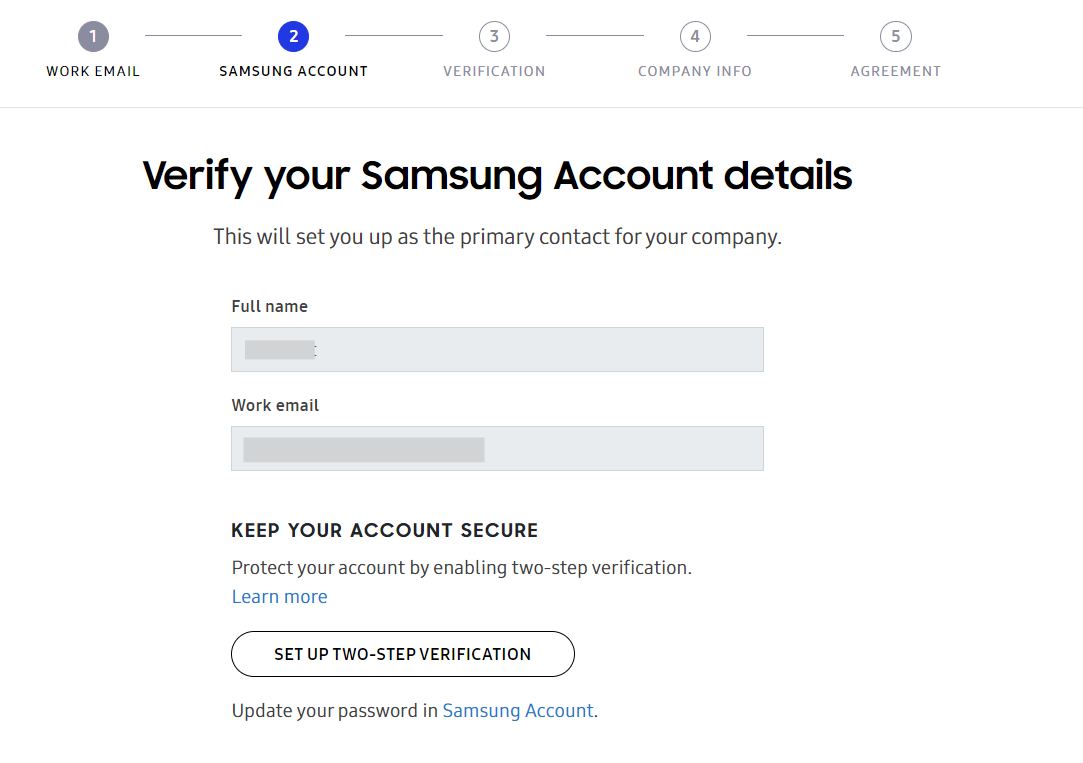 1
2
3
4
5
WORK EMAIL
SAMSUNG ACCOUNT
VERIFICATION
COMPANY INFO
AGREEMENT
Verify your Samsung Account details
This will set you up as the primary contact for your company.
Full name
Work email
KEEP YOUR ACCOUNT SECURE
Protect your account by enabling two-step verification.
Learn more
SET UP TWO-STEP VERIFICATION
Update your password in Samsung Account.